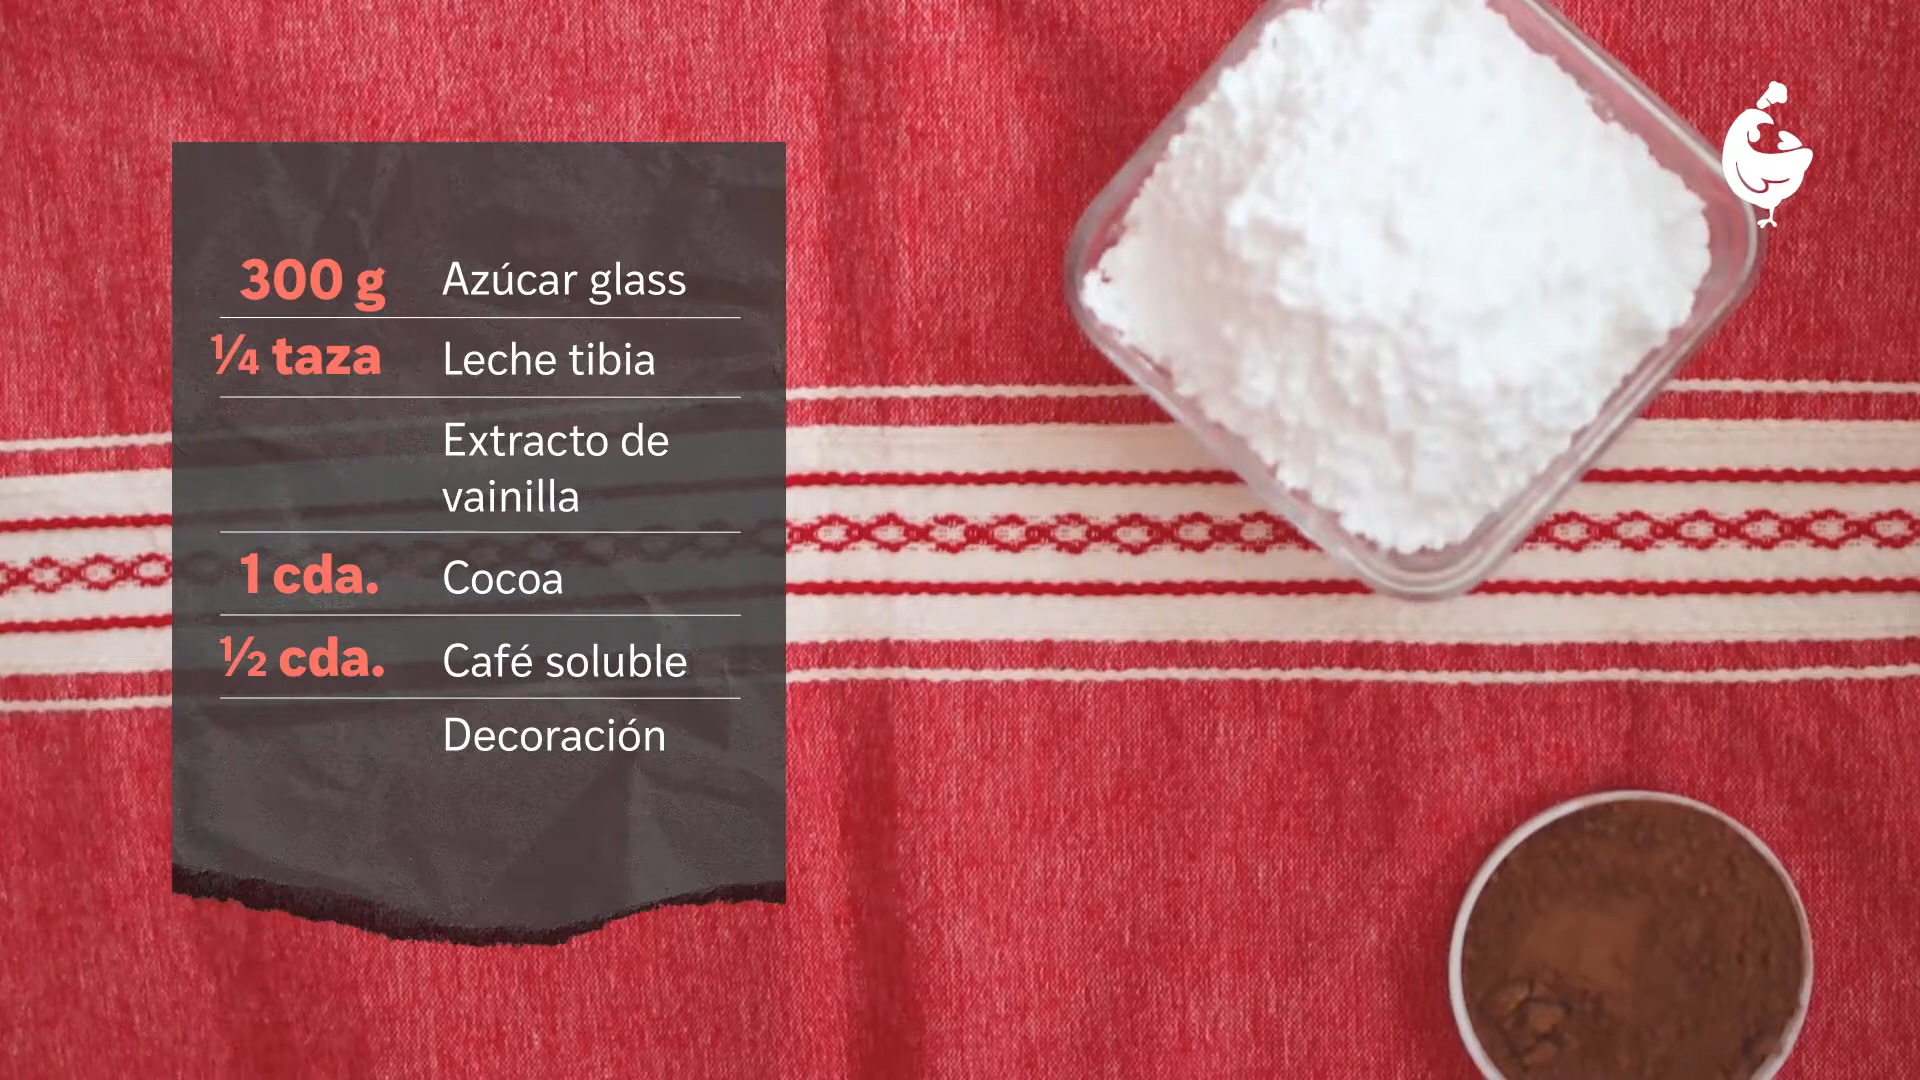 300 g Azúcar glass
¼ taza Leche tibia
Extracto de
vainilla
1 cda. Cocoa
½ cda. Café soluble
Decoración